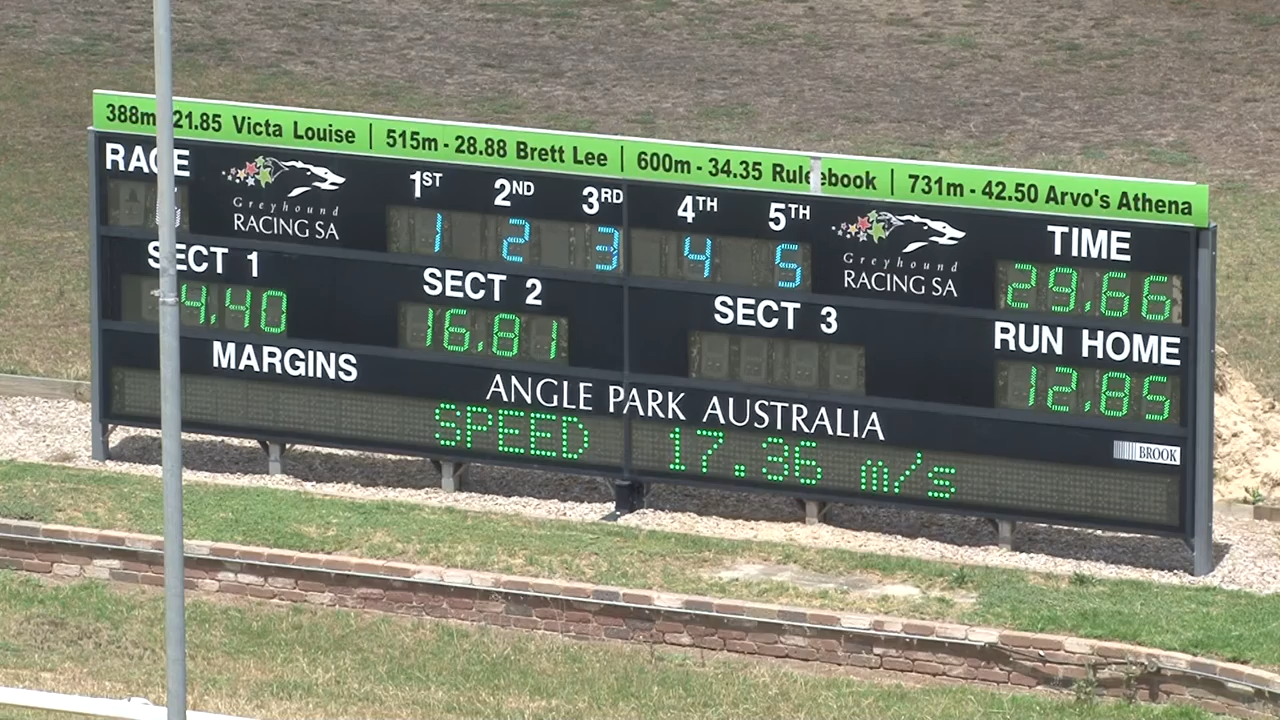 388m 21.85 Victa Louise | 515m - 28.88 Brett Lee | 600m - 34.35 Rulebook | 731m - 42.50 Arvo's Athena
RACE
Greyhound
RACING SA
1ST 2ND 3RD 4TH 5TH
1 2 3 4 5
Greyhound
RACING SA
TIME
29.66
SECT 1
4.40
SECT 2
16.81
SECT 3
RUN HOME
12.85
MARGINS
ANGLE PARK AUSTRALIA
SPEED 17.36 m/s
BROOK